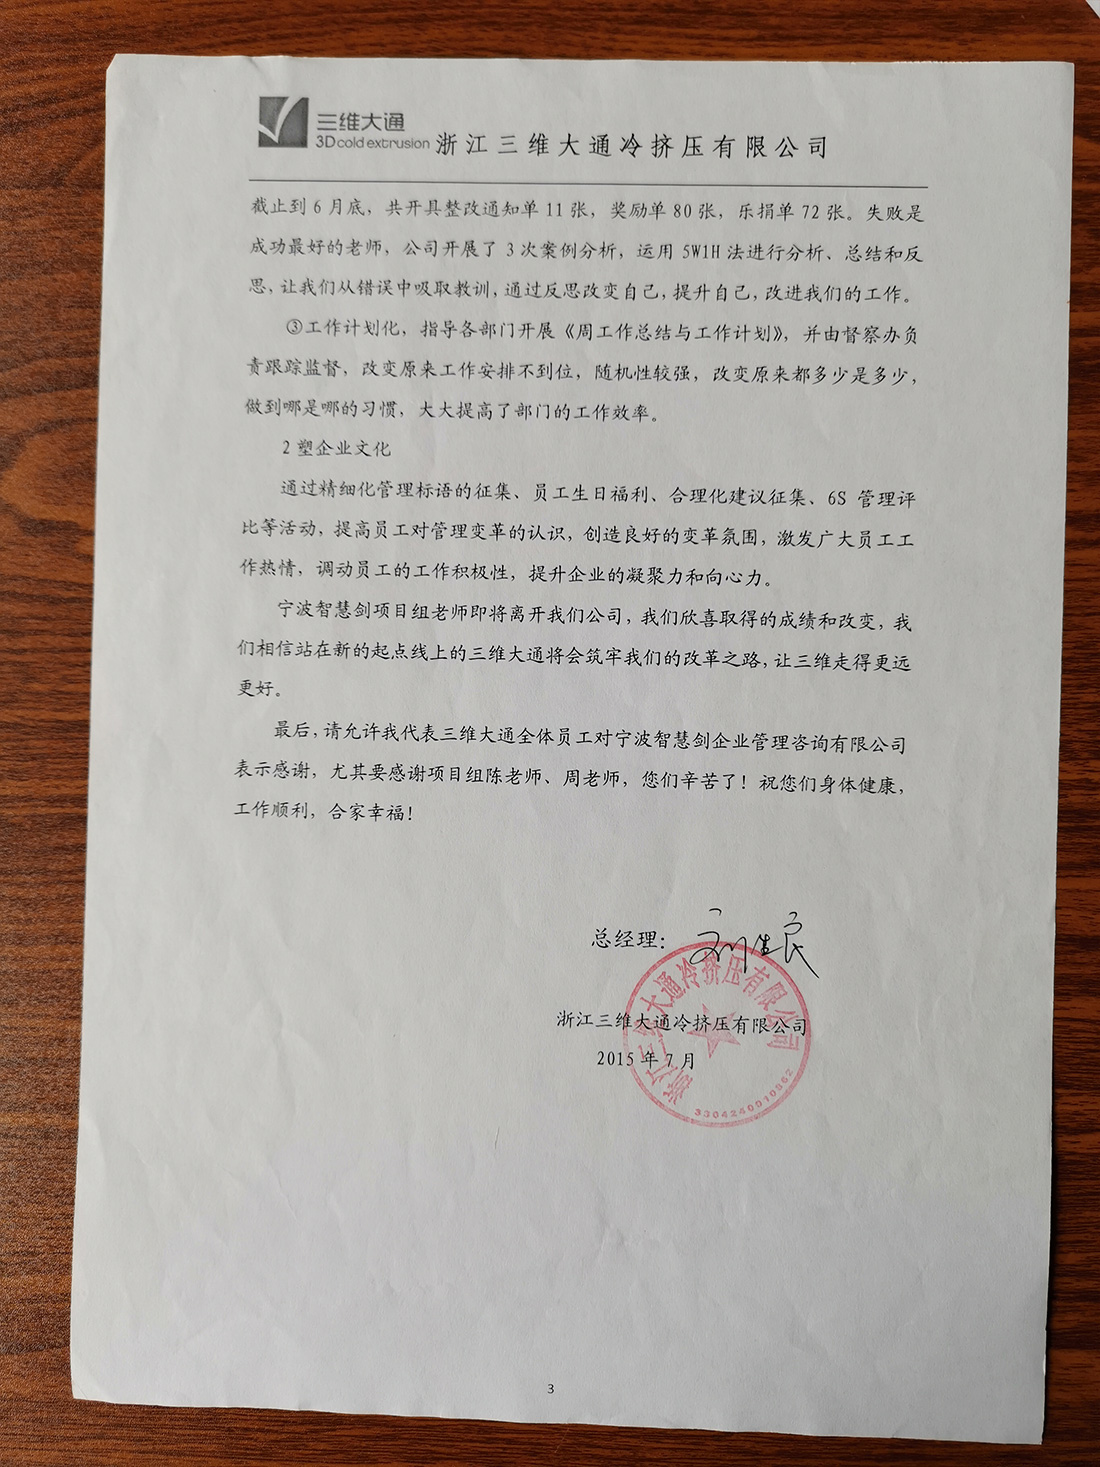 三维大通
3D cold extrusion 浙江三维大通冷挤压有限公司
截止到6月底，共开具整改通知单11张，奖励单80张，乐捐单72张。失败是
成功最好的老师，公司开展了3次案例分析，运用5W1H法进行分析、总结和反
思，让我们从错误中吸取教训，通过反思改变自己，提升自己，改进我们的工作。
③工作计划化，指导各部门开展《周工作总结与工作计划》，并由督察办负
责跟踪监督，改变原来工作安排不到位，随机性较强，改变原来都多少是多少，
做到哪是哪的习惯，大大提高了部门的工作效率。
2 塑企业文化
通过精细化管理标语的征集、员工生日福利、合理化建议征集、6S 管理评
比等活动，提高员工对管理变革的认识，创造良好的变革氛围，激发广大员工工
作热情，调动员工的工作积极性，提升企业的凝聚力和向心力。
宁波智慧剑项目组老师即将离开我们公司，我们欣喜取得的成绩和改变，我
们相信站在新的起点线上的三维大通将会筑牢我们的改革之路，让三维走得更远
更好。
最后，请允许我代表三维大通全体员工对宁波智慧剑企业管理咨询有限公司
表示感谢，尤其要感谢项目组陈老师、周老师，您们辛苦了！祝您们身体健康，
工作顺利，合家幸福！
总经理：
浙江三维大通冷挤压有限公司
2015年7月
浙江三维大通冷挤压有限公司
3